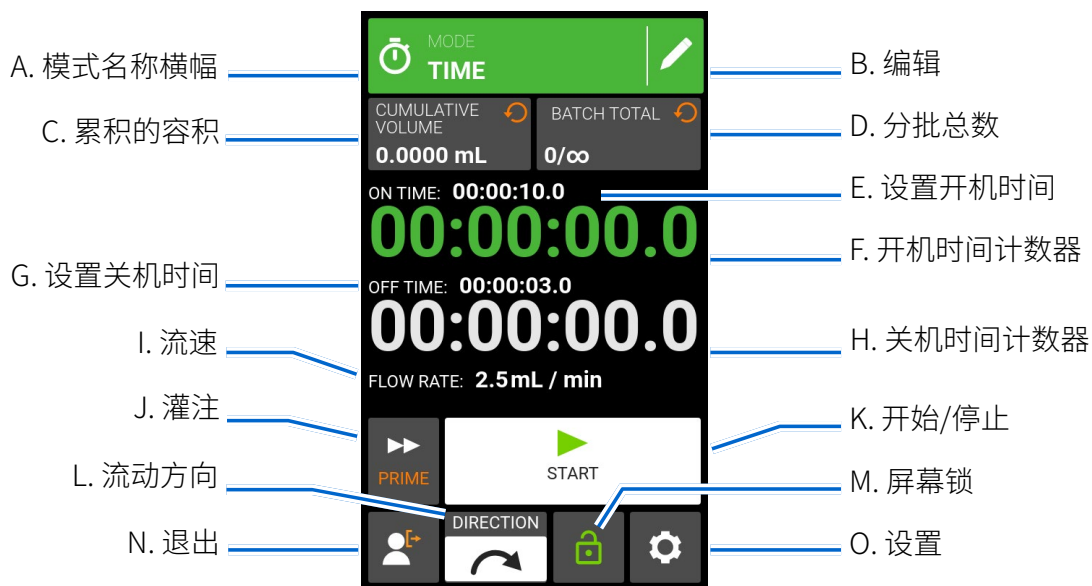 A. 模式名称横幅
MODE
TIME
B. 编辑
C. 累积的容积
CUMULATIVE
VOLUME
0.0000 mL
BATCH TOTAL
0/∞
D. 分批总数
ON TIME: 00:00:10.0
E. 设置开机时间
00:00:00.0
F. 开机时间计数器
G. 设置关机时间
OFF TIME: 00:00:03.0
00:00:00.0
H. 关机时间计数器
I. 流速
FLOW RATE: 2.5mL / min
J. 灌注
PRIME
START
K. 开始/停止
L. 流动方向
DIRECTION
M. 屏幕锁
N. 退出
O. 设置